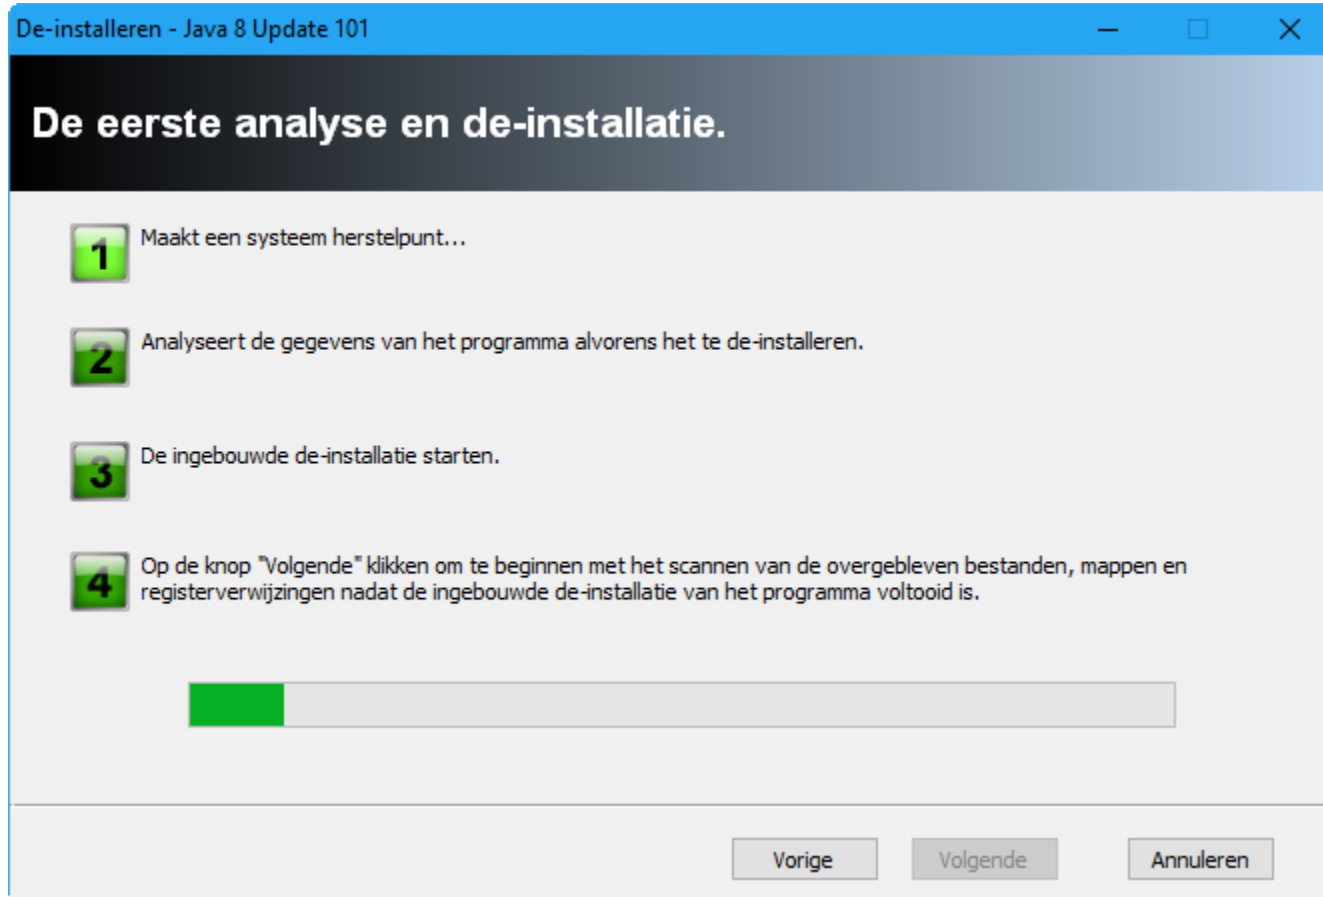 De-installeren - Java 8 Update 101
De eerste analyse en de-installatie.
1 Maakt een systeem herstelpunt...
2 Analyseert de gegevens van het programma alvorens het te de-installeren.
3 De ingebouwde de-installatie starten.
4 Op de knop "Volgende" klikken om te beginnen met het scannen van de overgebleven bestanden, mappen en
registerverwijzingen nadat de ingebouwde de-installatie van het programma voltooid is.
Vorige Volgende Annuleren